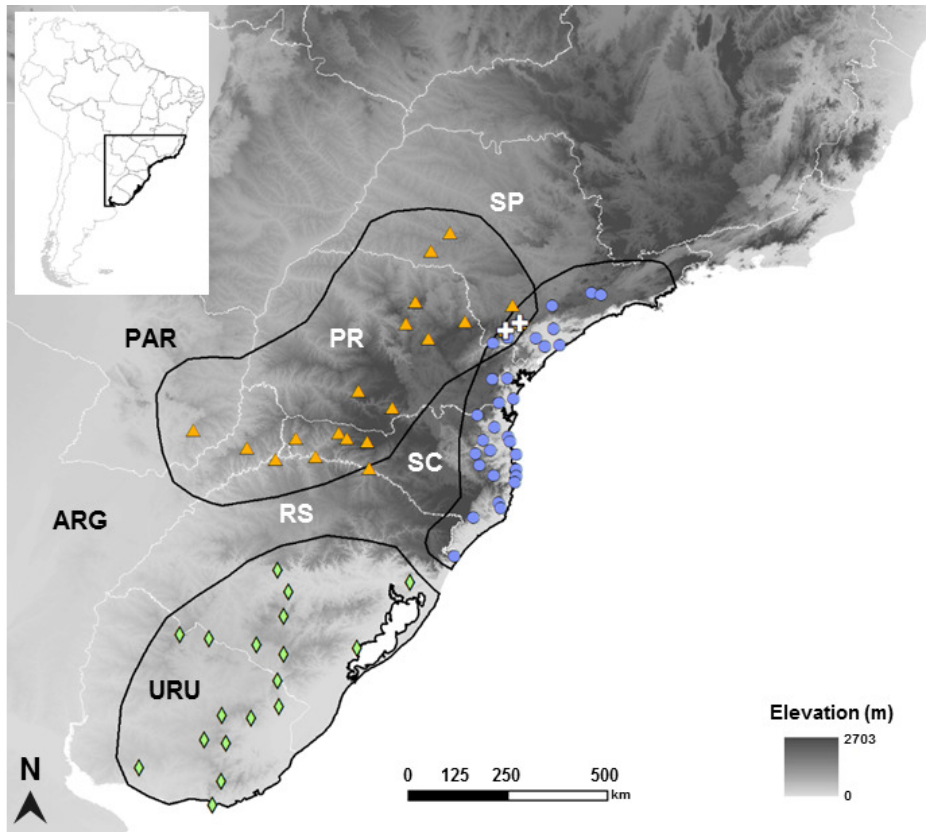 SP
PAR
PR
SC
ARG
RS
URU
Elevation (m)
2703
0
N
0 125 250 500
km